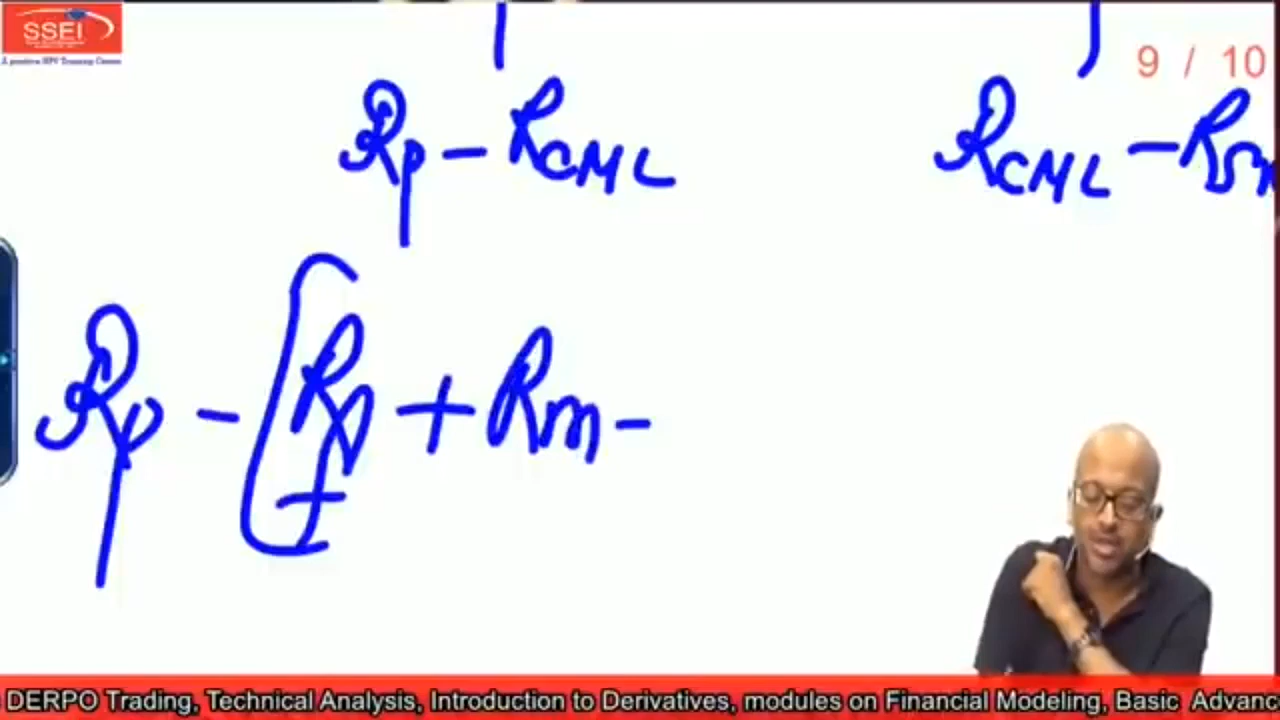 SSEI
9 / 10
Rp - RCML
RCML - RSM
Rp - [Rf + Rm -
DERPO Trading, Technical Analysis, Introduction to Derivatives, modules on Financial Modeling, Basic Advanc